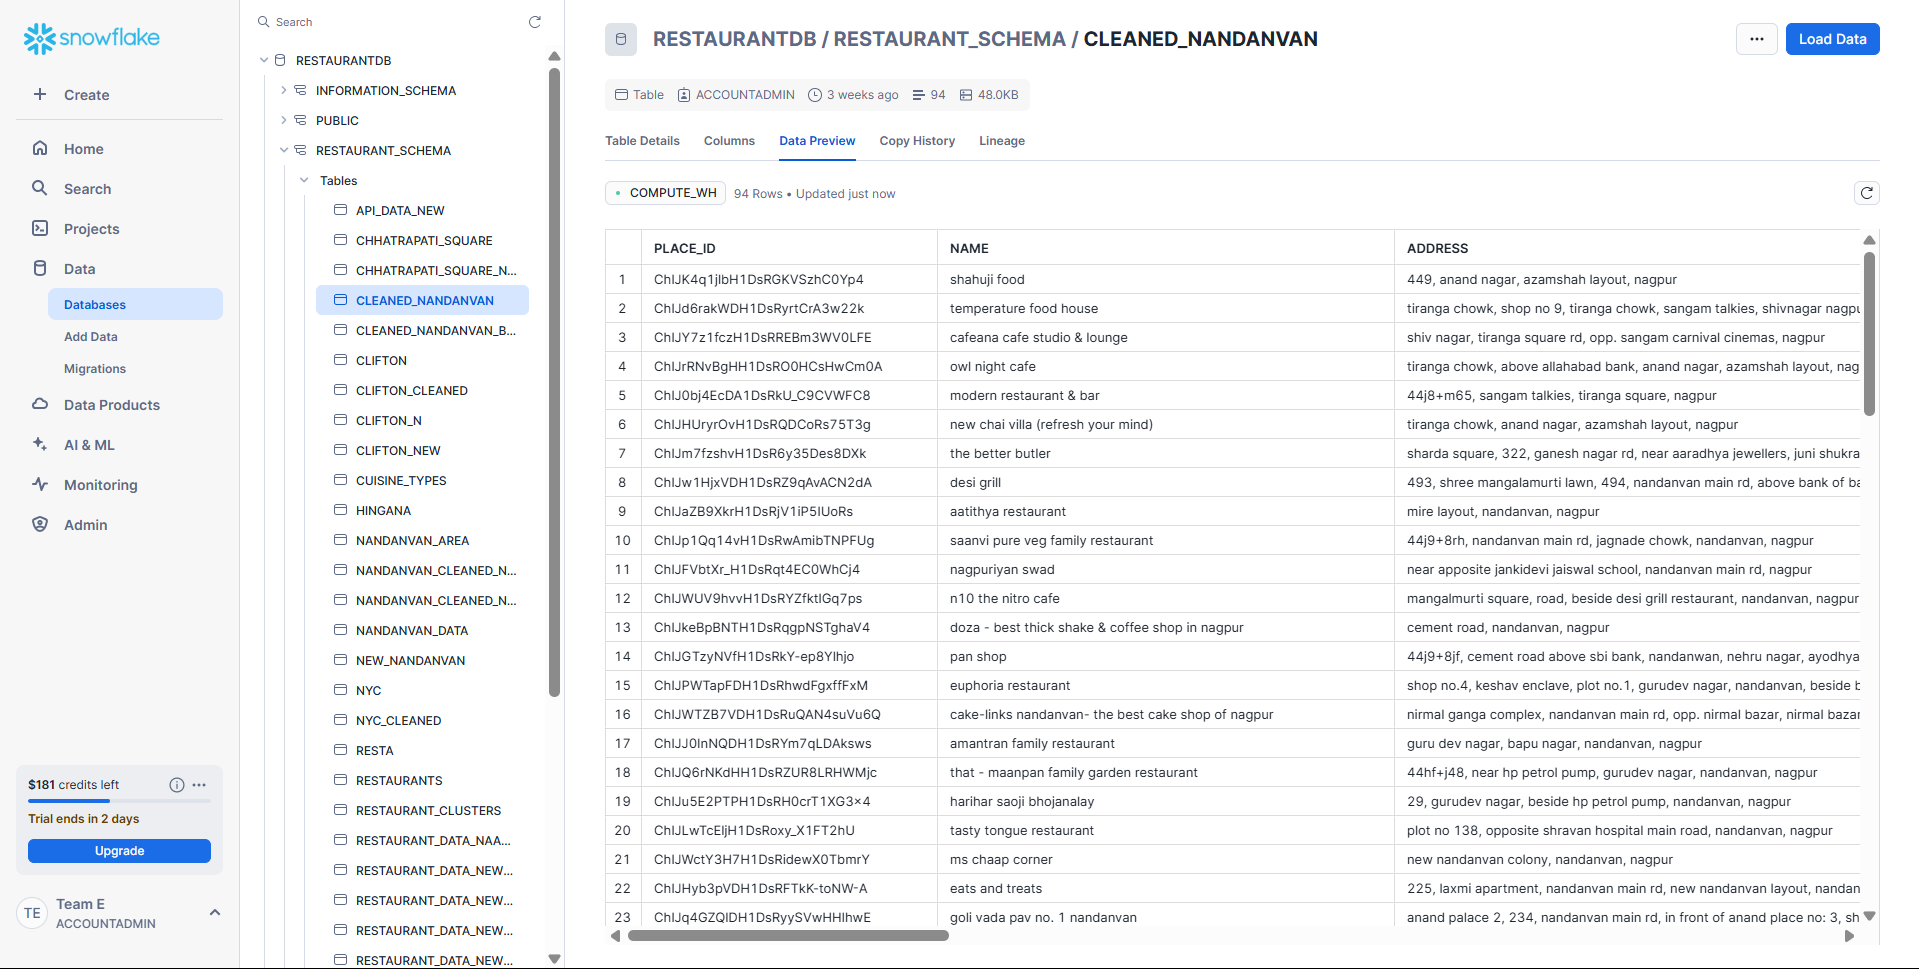 snowflake
Create
Home
Search
Projects
Data
Databases
Add Data
Migrations
Data Products
AI & ML
Monitoring
Admin
$181 credits left
Trial ends in 2 days
Upgrade
TE
Team E
ACCOUNTADMIN
Search
RESTAURANTDB
INFORMATION_SCHEMA
PUBLIC
RESTAURANT_SCHEMA
Tables
API_DATA_NEW
CHHATRAPATI_SQUARE
CHHATRAPATI_SQUARE_N...
CLEANED_NANDANVAN
CLEANED_NANDANVAN_B...
CLIFTON
CLIFTON_CLEANED
CLIFTON_N
CLIFTON_NEW
CUISINE_TYPES
HINGANA
NANDANVAN_AREA
NANDANVAN_CLEANED_N...
NANDANVAN_CLEANED_N...
NANDANVAN_DATA
NEW_NANDANVAN
NYC
NYC_CLEANED
RESTA
RESTAURANTS
RESTAURANT_CLUSTERS
RESTAURANT_DATA_NAA...
RESTAURANT_DATA_NEW...
RESTAURANT_DATA_NEW...
RESTAURANT_DATA_NEW...
RESTAURANT_DATA_NEW...
RESTAURANTDB / RESTAURANT_SCHEMA / CLEANED_NANDANVAN
Load Data
Table ACCOUNTADMIN 3 weeks ago 94 48.0KB
Table Details Columns Data Preview Copy History Lineage
COMPUTE_WH 94 Rows • Updated just now
PLACE_ID NAME ADDRESS
1 ChIJK4q1jlbH1DsRGKVSzhC0Yp4 shahuji food 449, anand nagar, azamshah layout, nagpur
2 ChIJd6rakWDH1DsRyrtCrA3w22k temperature food house tiranga chowk, shop no 9, tiranga chowk, sangam talkies, shivnagar nagpu
3 ChIJY7z1fczH1DsRREBm3WV0LFE cafeana cafe studio & lounge shiv nagar, tiranga square rd, opp. sangam carnival cinemas, nagpur
4 ChIJrRNvBgHH1DsRO0HCsHwCm0A owl night cafe tiranga chowk, above allahabad bank, anand nagar, azamshah layout, nag
5 ChIJ0bj4EcDA1DsRkU_C9CVWFC8 modern restaurant & bar 44j8+m65, sangam talkies, tiranga square, nagpur
6 ChIJHUryrOvH1DsRQDCoRs75T3g new chai villa (refresh your mind) tiranga chowk, anand nagar, azamshah layout, nagpur
7 ChIJm7fzshvH1DsR6y35Des8DXk the better butler sharda square, 322, ganesh nagar rd, near aaradhya jewellers, juni shukra
8 ChIJw1HjxVDH1DsRZ9qAvACN2dA desi grill 493, shree mangalamurti lawn, 494, nandanvan main rd, above bank of ba
9 ChIJaZB9XkrH1DsRjV1iP5IUoRs aatithya restaurant mire layout, nandanvan, nagpur
10 ChIJp1Qq14vH1DsRwAmibTNPFUg saanvi pure veg family restaurant 44j9+8rh, nandanvan main rd, jagnade chowk, nandanvan, nagpur
11 ChIJFVbtXr_H1DsRqt4EC0WhCj4 nagpuriyan swad near apposite jankidevi jaiswal school, nandanvan main rd, nagpur
12 ChIJWUV9hvvH1DsRYZfktlGq7ps n10 the nitro cafe mangalmurti square, road, beside desi grill restaurant, nandanvan, nagpur
13 ChIJkeBpBNTH1DsRqgpNSTghaV4 doza - best thick shake & coffee shop in nagpur cement road, nandanvan, nagpur
14 ChIJGTzyNVfH1DsRkY-ep8YIhjo pan shop 44j9+8jf, cement road above sbi bank, nandanwan, nehru nagar, ayodhya
15 ChIJPWTapFDH1DsRhwdFgxffFxM euphoria restaurant shop no.4, keshav enclave, plot no.1, gurudev nagar, nandanvan, beside b
16 ChIJWTZB7VDH1DsRuQAN4suVu6Q cake-links nandanvan- the best cake shop of nagpur nirmal ganga complex, nandanvan main rd, opp. nirmal bazar, nirmal bazar
17 ChIJJ0InNQDH1DsRYm7qLDAksws amantran family restaurant guru dev nagar, bapu nagar, nandanvan, nagpur
18 ChIJQ6rNKdHH1DsRZUR8LRHWMjc that - maanpan family garden restaurant 44hf+j48, near hp petrol pump, gurudev nagar, nandanvan, nagpur
19 ChIJu5E2PTPH1DsRH0crT1XG3x4 harihar saoji bhojanalay 29, gurudev nagar, beside hp petrol pump, nandanvan, nagpur
20 ChIJLwTcEljH1DsRoxy_X1FT2hU tasty tongue restaurant plot no 138, opposite shravan hospital main road, nandanvan, nagpur
21 ChIJWctY3H7H1DsRidewX0TbmrY ms chaap corner new nandanvan colony, nandanvan, nagpur
22 ChIJHyb3pVDH1DsRFTkK-toNW-A eats and treats 225, laxmi apartment, nandanvan main rd, new nandanvan layout, nandan
23 ChIJq4GZQIDH1DsRyySVwHHIhwE goli vada pav no. 1 nandanvan anand palace 2, 234, nandanvan main rd, in front of anand place no: 3, sh